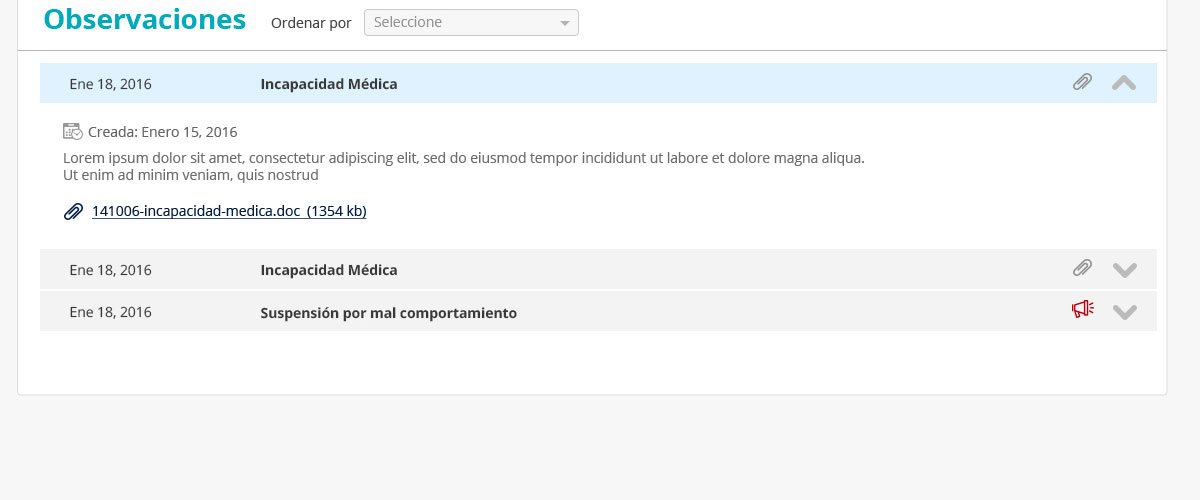 Observaciones Ordenar por Seleccione
Ene 18, 2016 Incapacidad Médica
Creada: Enero 15, 2016
Lorem ipsum dolor sit amet, consectetur adipiscing elit, sed do eiusmod tempor incididunt ut labore et dolore magna aliqua.
Ut enim ad minim veniam, quis nostrud
141006-incapacidad-medica.doc (1354 kb)
Ene 18, 2016 Incapacidad Médica
Ene 18, 2016 Suspensión por mal comportamiento